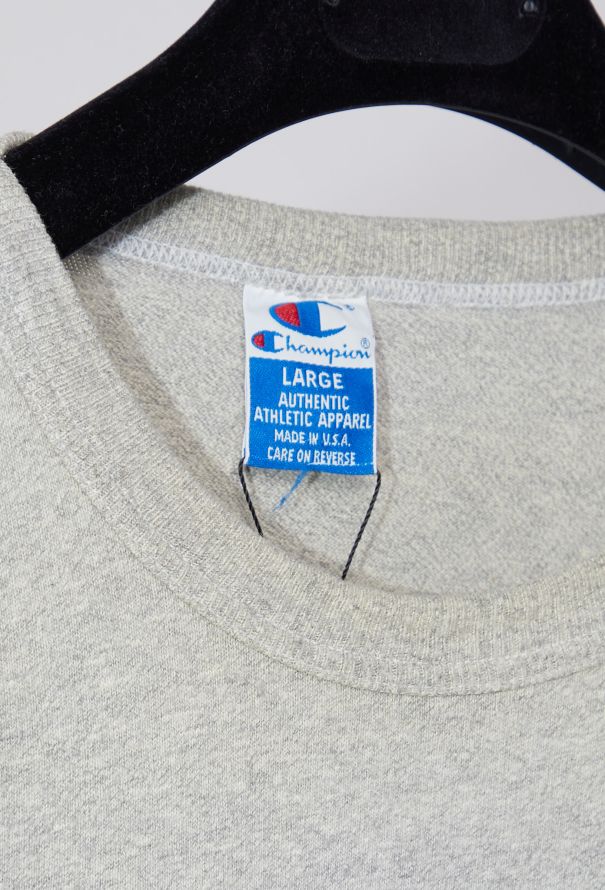 Champion®
LARGE
AUTHENTIC
ATHLETIC APPAREL
MADE IN U.S.A.
CARE ON REVERSE